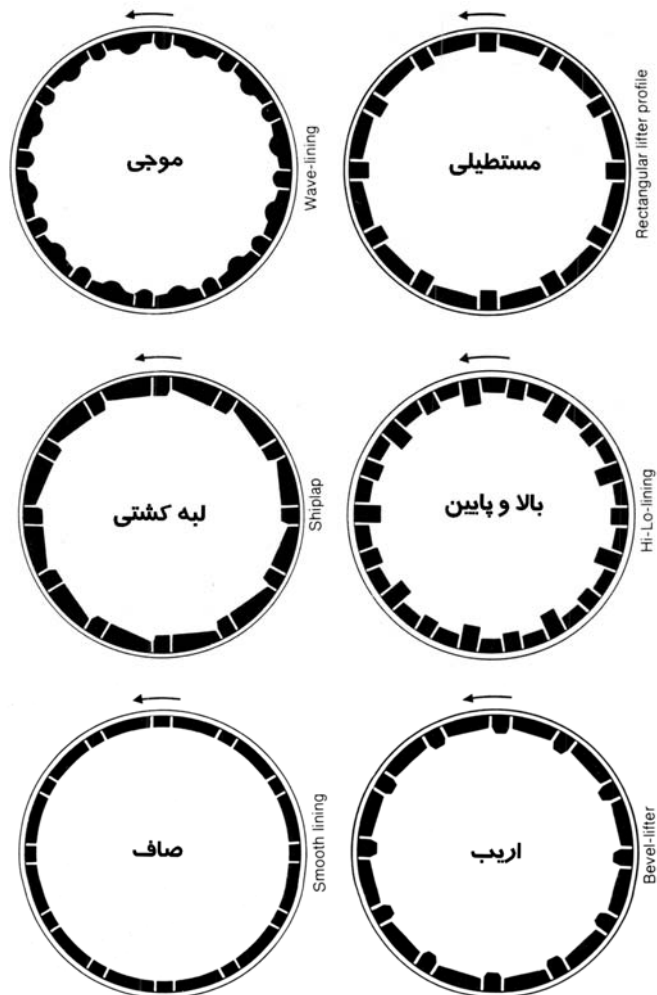 موجی
Wave-lining
مستطیلی
Rectangular lifter profile
لبه کشتی
Shiplap
بالا و پایین
Hi-Lo-lining
صاف
Smooth lining
اریب
Bevel-lifter